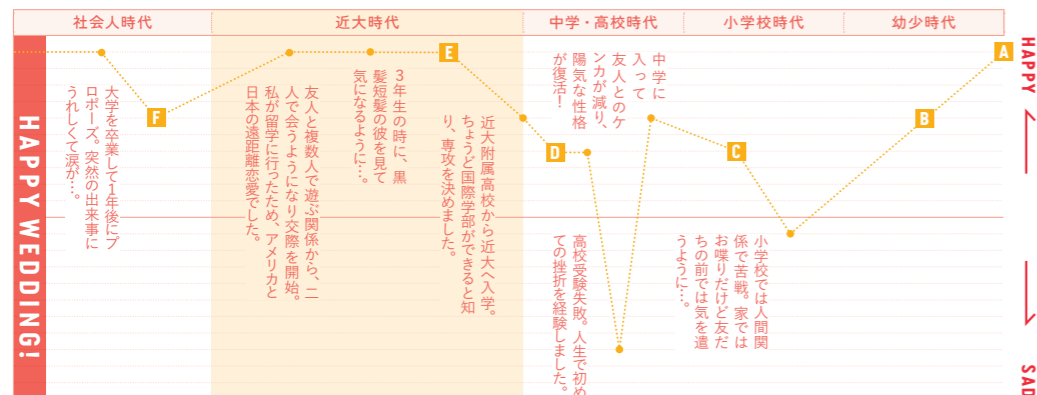 社会人時代
近大時代
中学・高校時代
小学校時代
幼少時代
HAPPY
SAD
A
B
C
小学校では人間関
係で苦戦。家では
お喋りだけど友だ
ちの前では気を遣
うように…。
中学に
入って
友人とのケ
ンカが減り、
陽気な性格
が復活！
D
高校受験失敗。人生で初め
ての挫折を経験しました。
E
近大附属高校から近大へ入学。
ちょうど国際学部ができると知
り、専攻を決めました。
3年生の時に、黒
髪短髪の彼を見て
気になるように…。
友人と複数人で遊ぶ関係から、二
人で会うようになり交際を開始。
私が留学に行ったため、アメリカと
日本の遠距離恋愛でした。
F
大学を卒業して1年後にプ
ロポーズ。突然の出来事に
うれしくて涙が…。
HAPPY WEDDING!